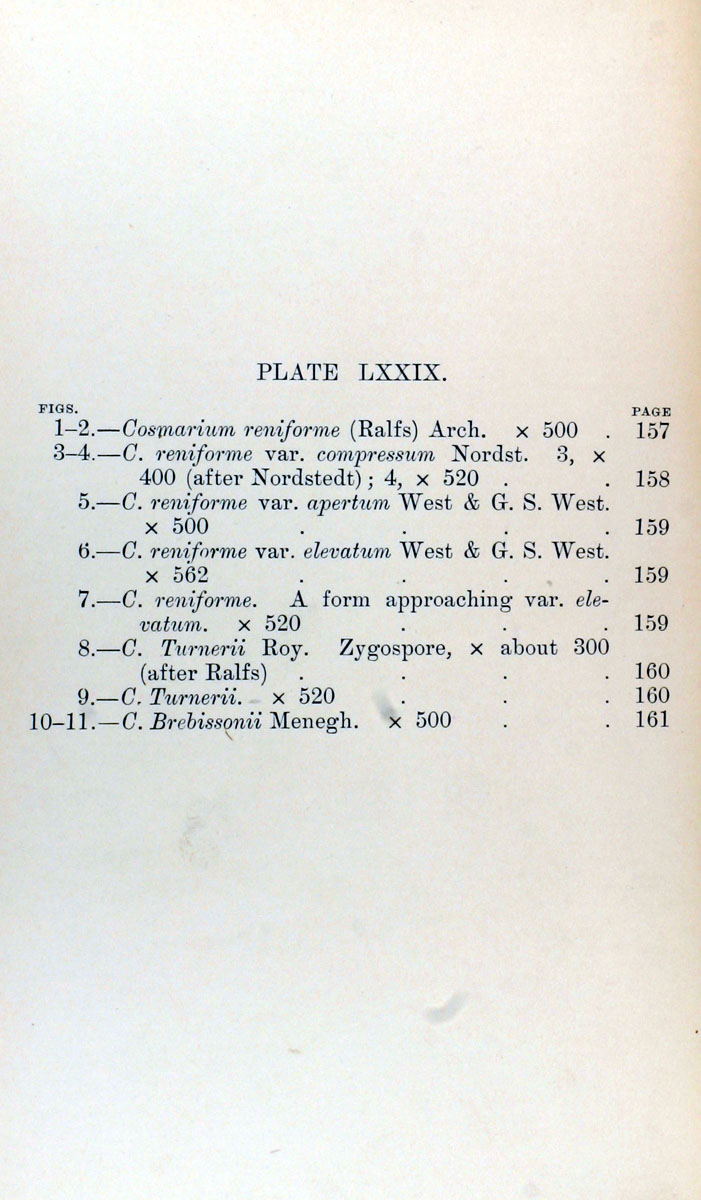 PLATE LXXIX.
FIGS. PAGE
1–2.—Cosmarium reniforme (Ralfs) Arch. × 500 . 157
3–4.—C. reniforme var. compressum Nordst. 3, ×
400 (after Nordstedt); 4, × 520 . . 158
5.—C. reniforme var. apertum West & G. S. West.
× 500 . . . . 159
6.—C. reniforme var. elevatum West & G. S. West.
× 562 . . . . 159
7.—C. reniforme. A form approaching var. ele-
vatum. × 520 . . . 159
8.—C. Turnerii Roy. Zygospore, × about 300
(after Ralfs) . . . . 160
9.—C. Turnerii. × 520 . . . 160
10–11.—C. Brebissonii Menegh. × 500 . . 161